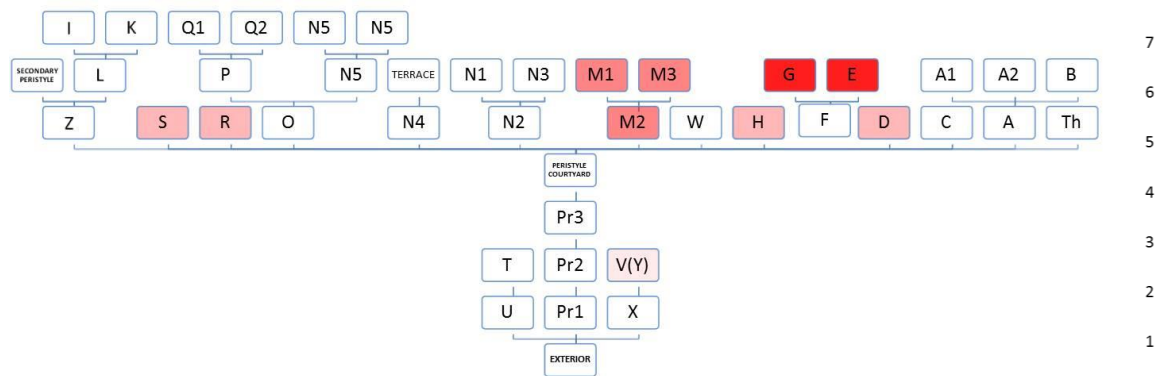 I K Q1 Q2 N5 N5
7
SECONDARY PERISTYLE L P N5 TERRACE N1 N3 M1 M3 G E A1 A2 B
6
Z S R O N4 N2 M2 W H F D C A Th
5
PERISTYLE
COURTYARD
4
Pr3
3
T Pr2 V(Y)
2
U Pr1 X
1
EXTERIOR